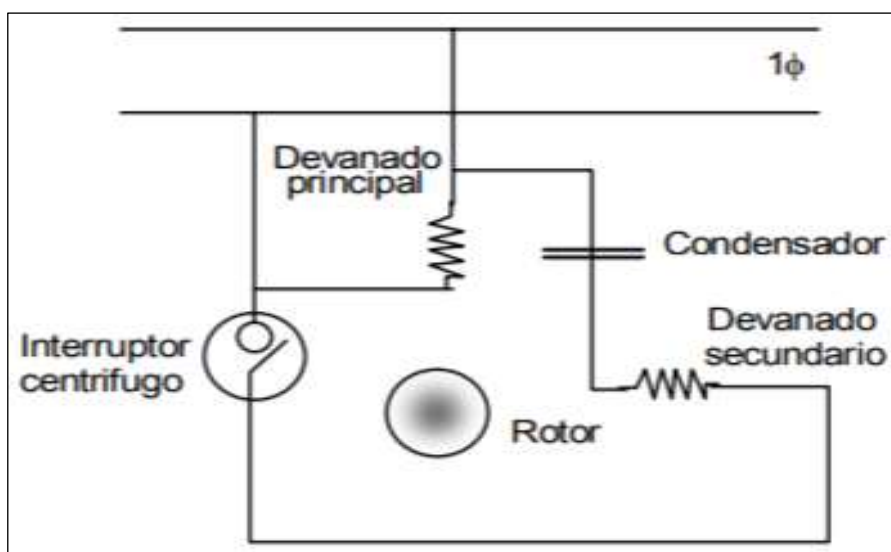 1ϕ
Devanado
principal
Condensador
Devanado
secundario
Interruptor
centrifugo
Rotor